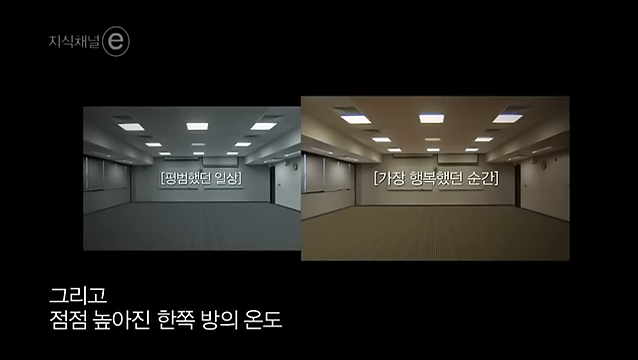 지식채널 e
[평범했던 일상]
[가장 행복했던 순간]
그리고
점점 높아진 한쪽 방의 온도